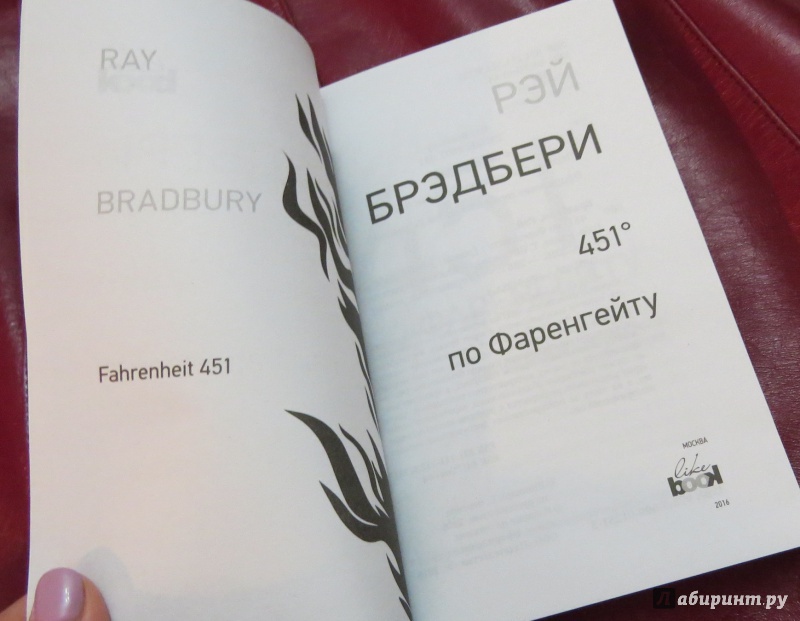 RAY
BRADBURY
Fahrenheit 451
РЭЙ
БРЭДБЕРИ
451°
по Фаренгейту
МОСКВА
like
book
2016
Лабиринт.ру